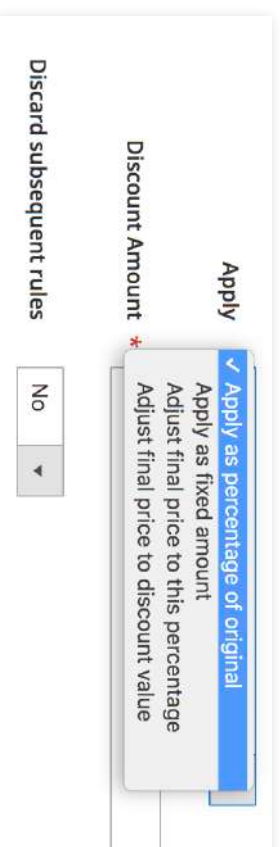 Apply
✓ Apply as percentage of original
Apply as fixed amount
Adjust final price to this percentage
Adjust final price to discount value
Discount Amount *
Discard subsequent rules
No